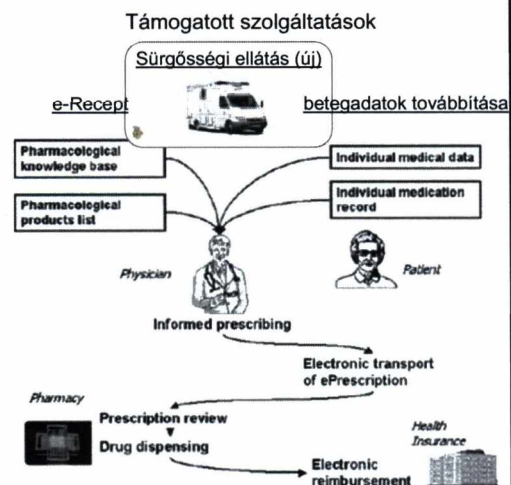 Támogatott szolgáltatások
Sürgősségi ellátás (új)
e-Recept
betegadatok továbbítása
Pharmacological
knowledge base
Individual medical data
Pharmacological
products list
Individual medication
record
Physician
Patient
Informed prescribing
Electronic transport
of ePrescription
Pharmacy
Prescription review
Drug dispensing
Health
Insurance
Electronic
reimbursement